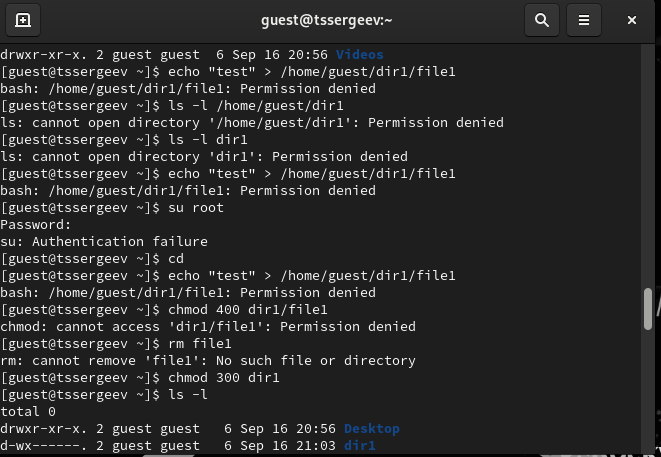 guest@tssergeev:~
drwxr-xr-x. 2 guest guest  6 Sep 16 20:56 Videos
[guest@tssergeev ~]$ echo "test" > /home/guest/dir1/file1
bash: /home/guest/dir1/file1: Permission denied
[guest@tssergeev ~]$ ls -l /home/guest/dir1
ls: cannot open directory '/home/guest/dir1': Permission denied
[guest@tssergeev ~]$ ls -l dir1
ls: cannot open directory 'dir1': Permission denied
[guest@tssergeev ~]$ echo "test" > /home/guest/dir1/file1
bash: /home/guest/dir1/file1: Permission denied
[guest@tssergeev ~]$ su root
Password:
su: Authentication failure
[guest@tssergeev ~]$ cd
[guest@tssergeev ~]$ echo "test" > /home/guest/dir1/file1
bash: /home/guest/dir1/file1: Permission denied
[guest@tssergeev ~]$ chmod 400 dir1/file1
chmod: cannot access 'dir1/file1': Permission denied
[guest@tssergeev ~]$ rm file1
rm: cannot remove 'file1': No such file or directory
[guest@tssergeev ~]$ chmod 300 dir1
[guest@tssergeev ~]$ ls -l
total 0
drwxr-xr-x. 2 guest guest   6 Sep 16 20:56 Desktop
d-wx------. 2 guest guest   6 Sep 16 21:03 dir1